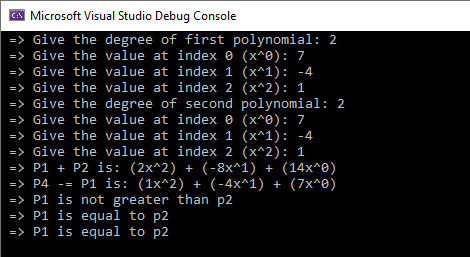 Microsoft Visual Studio Debug Console
=> Give the degree of first polynomial: 2
=> Give the value at index 0 (x^0): 7
=> Give the value at index 1 (x^1): -4
=> Give the value at index 2 (x^2): 1
=> Give the degree of second polynomial: 2
=> Give the value at index 0 (x^0): 7
=> Give the value at index 1 (x^1): -4
=> Give the value at index 2 (x^2): 1
=> P1 + P2 is: (2x^2) + (-8x^1) + (14x^0)
=> P4 -= P1 is: (1x^2) + (-4x^1) + (7x^0)
=> P1 is not greater than p2
=> P1 is equal to p2
=> P1 is equal to p2